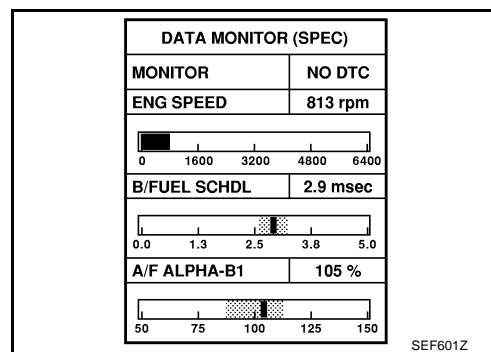 DATA MONITOR (SPEC)
MONITOR NO DTC
ENG SPEED 813 rpm
0 1600 3200 4800 6400
B/FUEL SCHDL 2.9 msec
0.0 1.3 2.5 3.8 5.0
A/F ALPHA-B1 105 %
50 75 100 125 150
SEF601Z